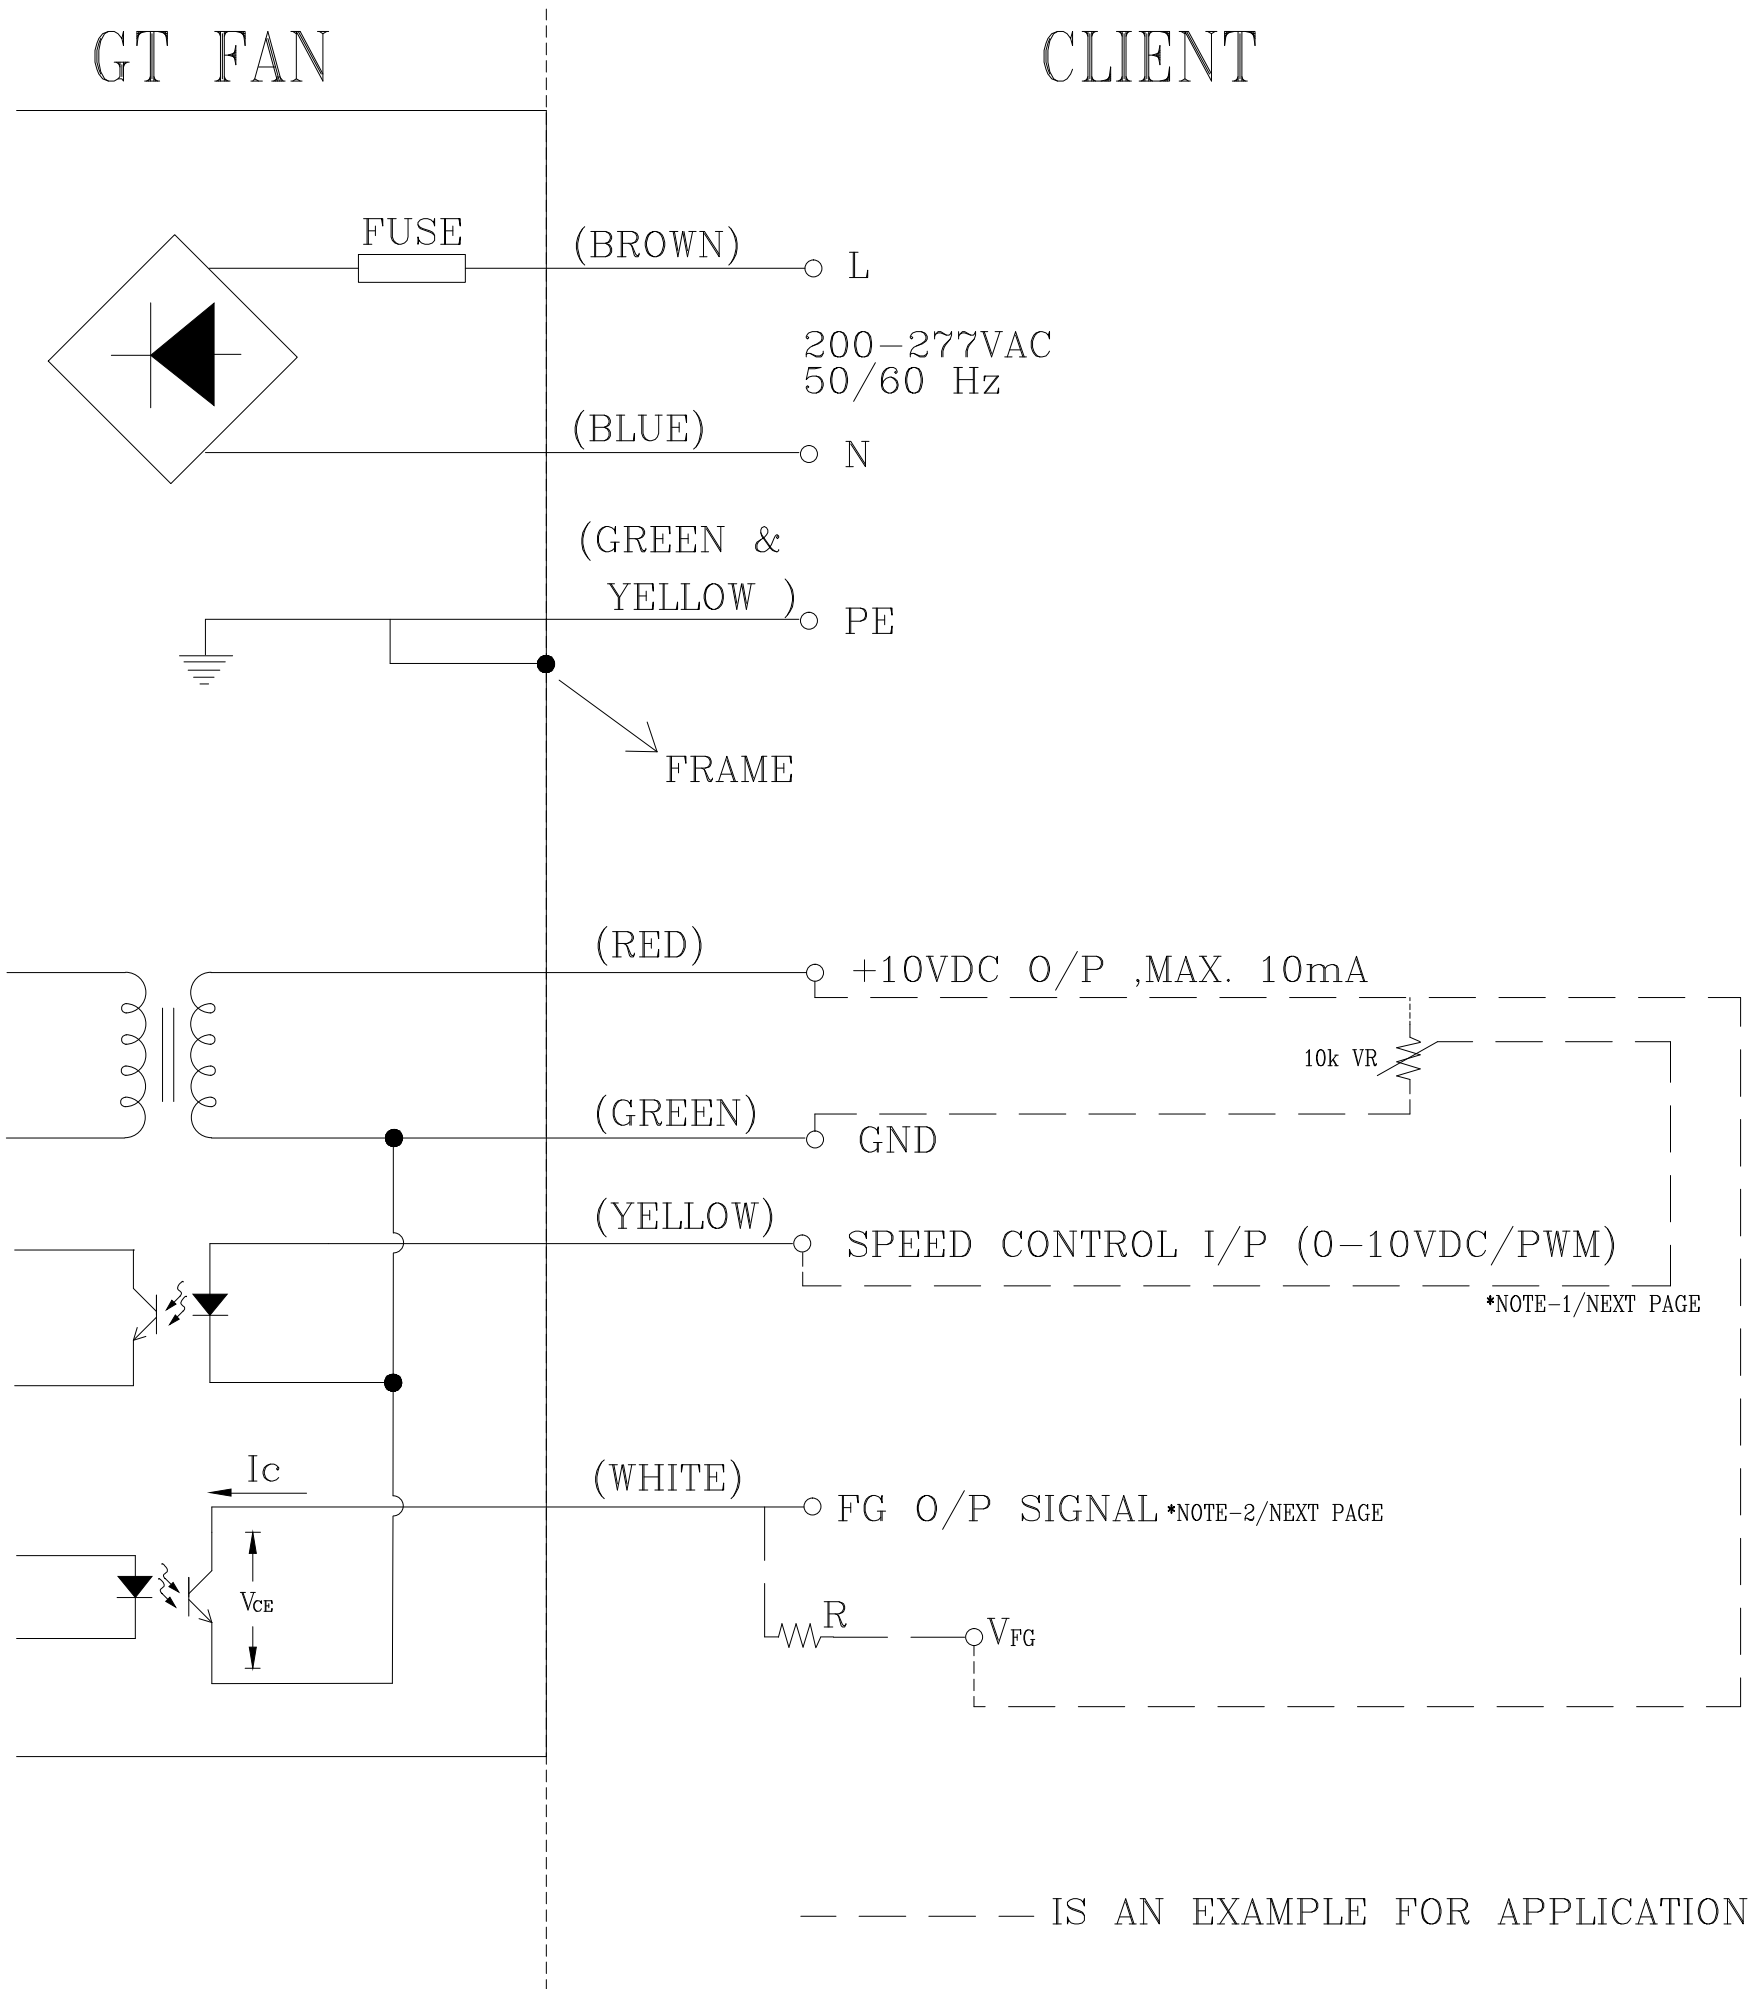 GT FAN
CLIENT
FUSE
(BROWN)
L
200-277VAC
50/60 Hz
(BLUE)
N
(GREEN &
YELLOW )
PE
FRAME
(RED)
+10VDC O/P ,MAX. 10mA
10k VR
(GREEN)
GND
(YELLOW)
SPEED CONTROL I/P (0-10VDC/PWM)
*NOTE-1/NEXT PAGE
Ic
(WHITE)
FG O/P SIGNAL *NOTE-2/NEXT PAGE
VCE
R
VFG
IS AN EXAMPLE FOR APPLICATION